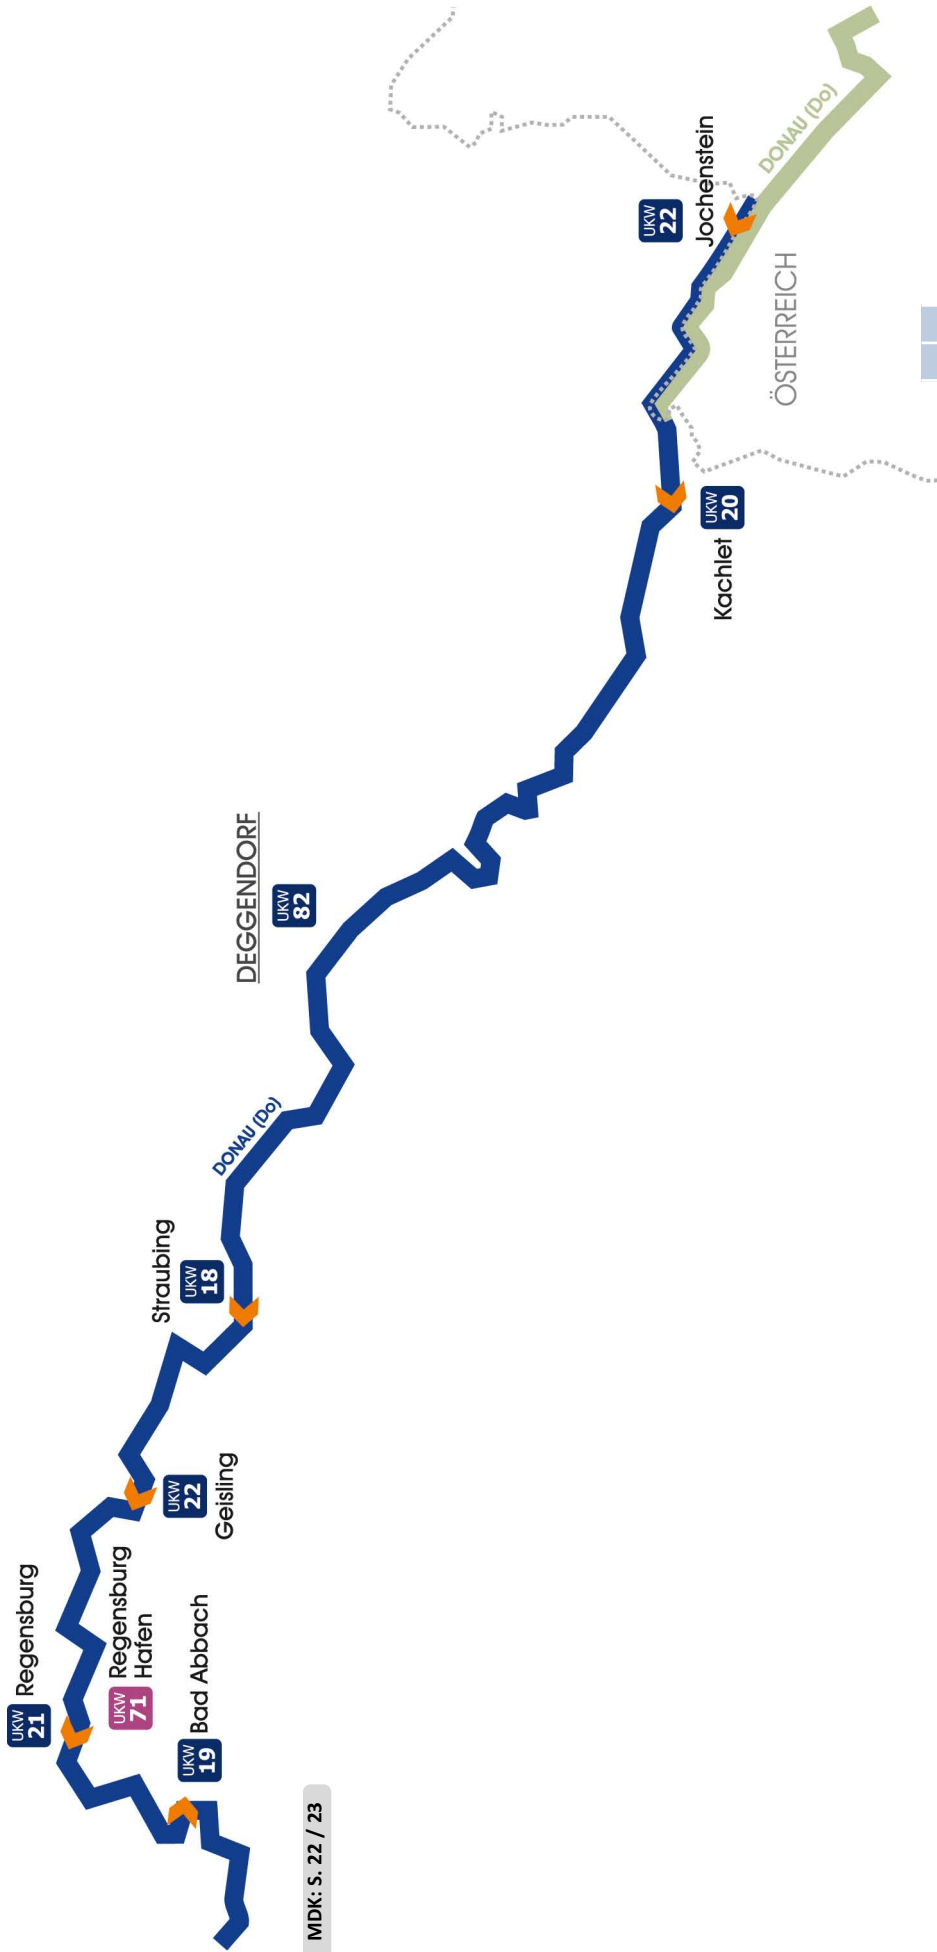 UKW
21
Regensburg
UKW
71
Regensburg
Hafen
UKW
19
Bad Abbach
MDK: S. 22 / 23
UKW
22
Geisling
Straubing
UKW
18
DONAU (Do)
DEGGENDORF
UKW
82
Kachlet
UKW
20
UKW
22
Jochenstein
ÖSTERREICH
DONAU (Do)